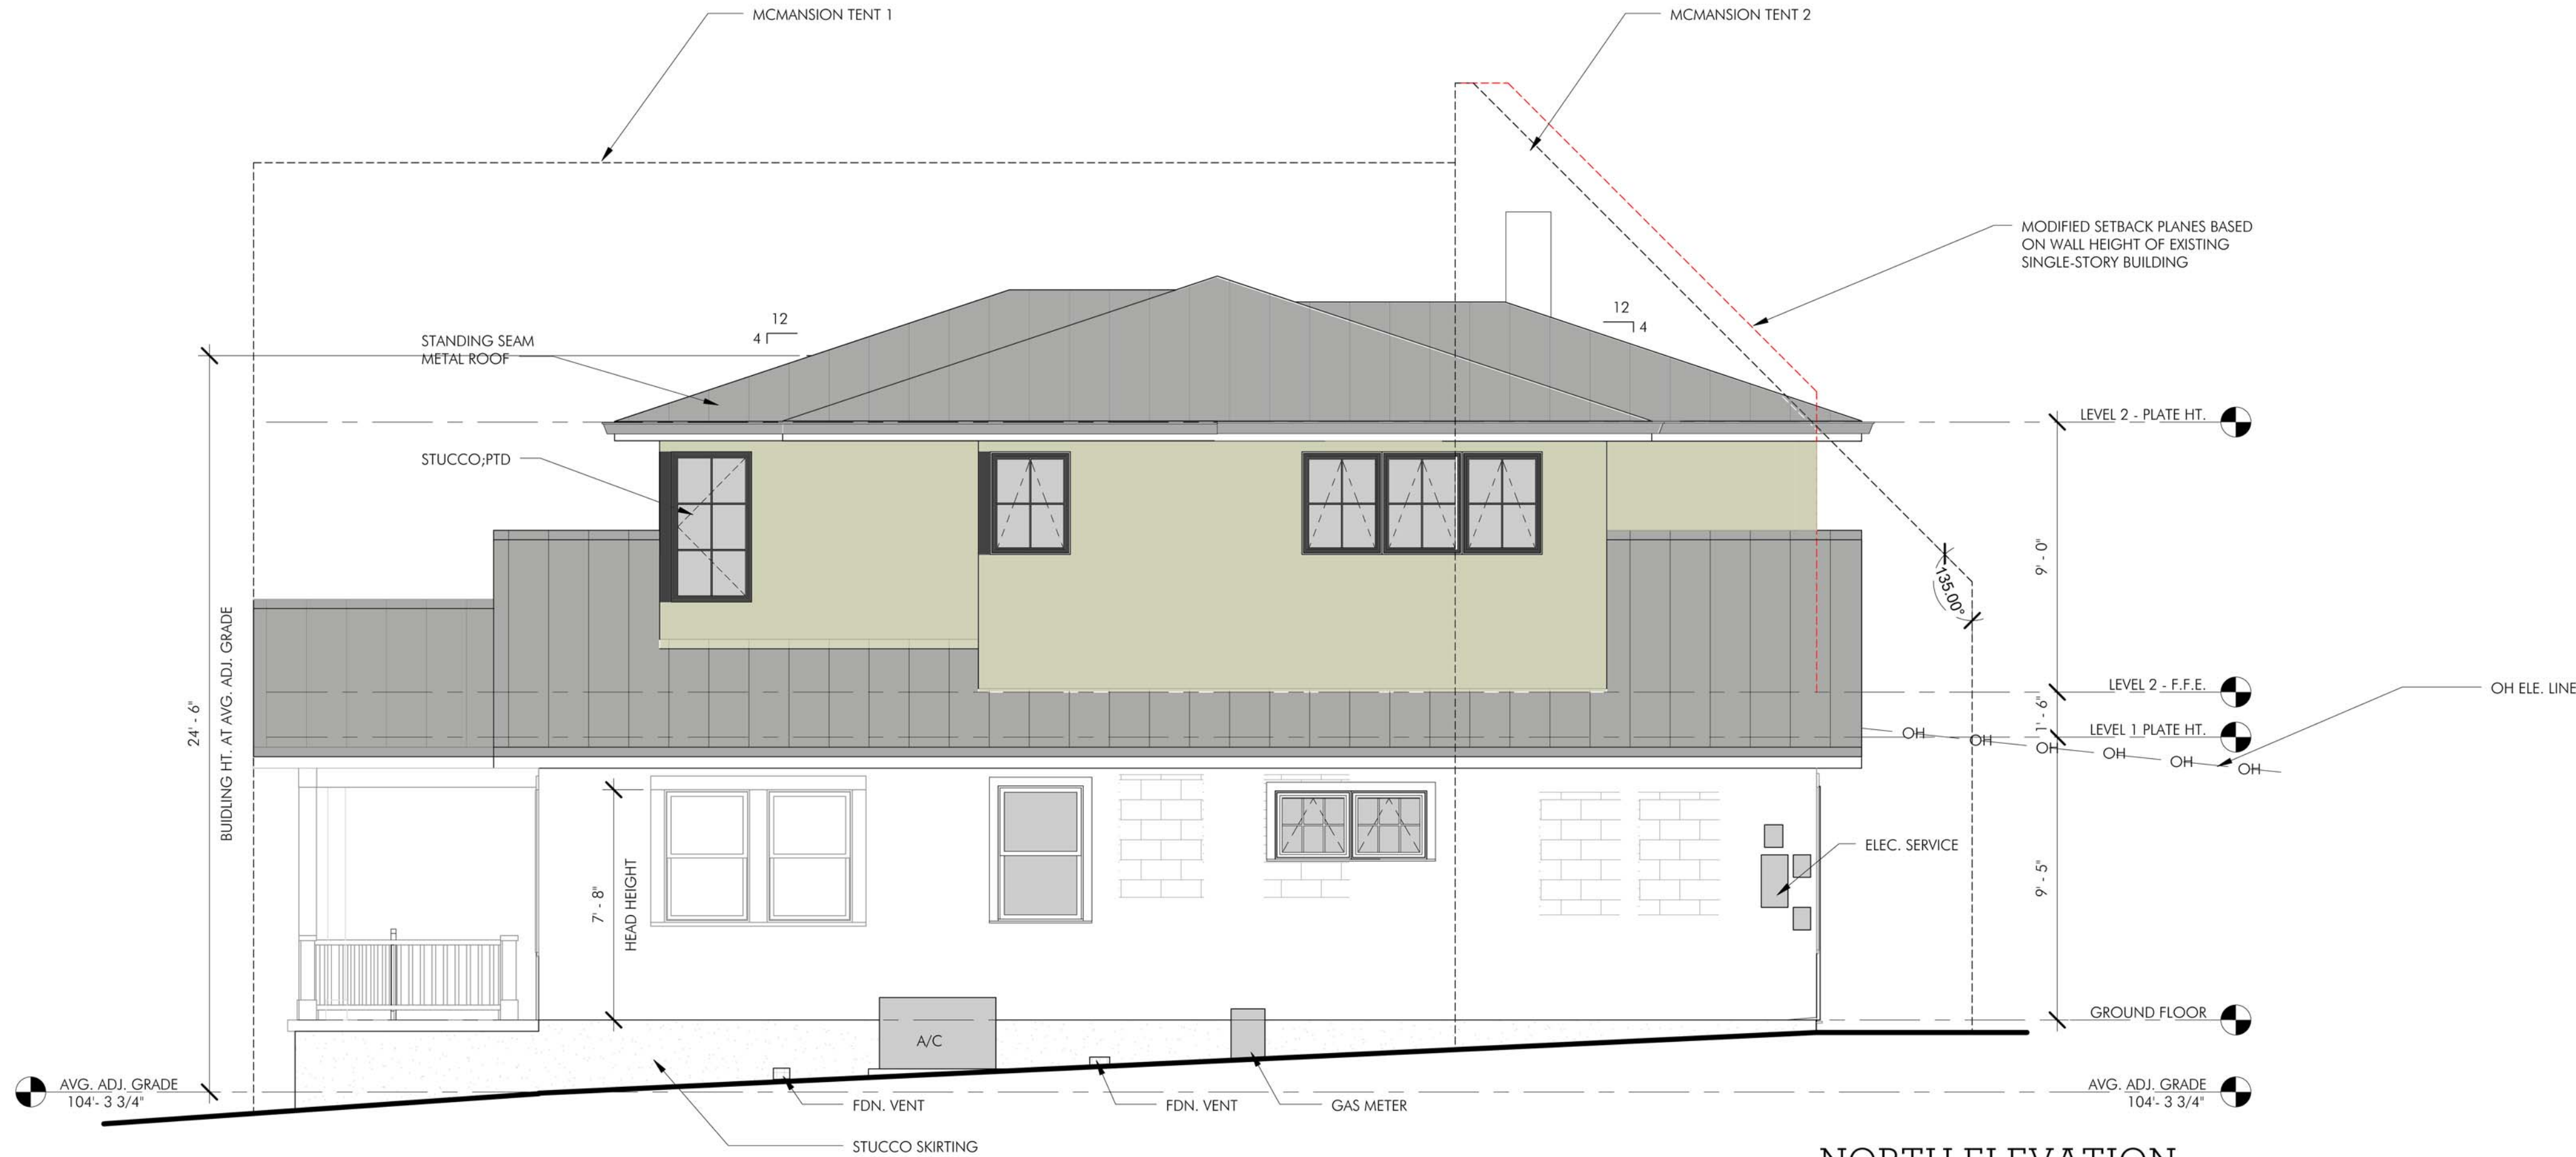 MCMANSION TENT 1
MCMANSION TENT 2
MODIFIED SETBACK PLANES BASED
ON WALL HEIGHT OF EXISTING
SINGLE-STORY BUILDING
12
4
12
4
STANDING SEAM
METAL ROOF
LEVEL 2 - PLATE HT.
STUCCO;PTD
9' - 0"
135.00°
24' - 6"
BUIDLING HT. AT AVG. ADJ. GRADE
LEVEL 2 - F.F.E.
OH ELE. LINE
1' - 6"
LEVEL 1 PLATE HT.
OH
OH
OH
OH
OH
OH
ELEC. SERVICE
9' - 5"
7' - 8"
HEAD HEIGHT
GROUND FLOOR
A/C
AVG. ADJ. GRADE
104'- 3 3/4"
AVG. ADJ. GRADE
104'- 3 3/4"
FDN. VENT
FDN. VENT
GAS METER
STUCCO SKIRTING
NORTH ELEVATION